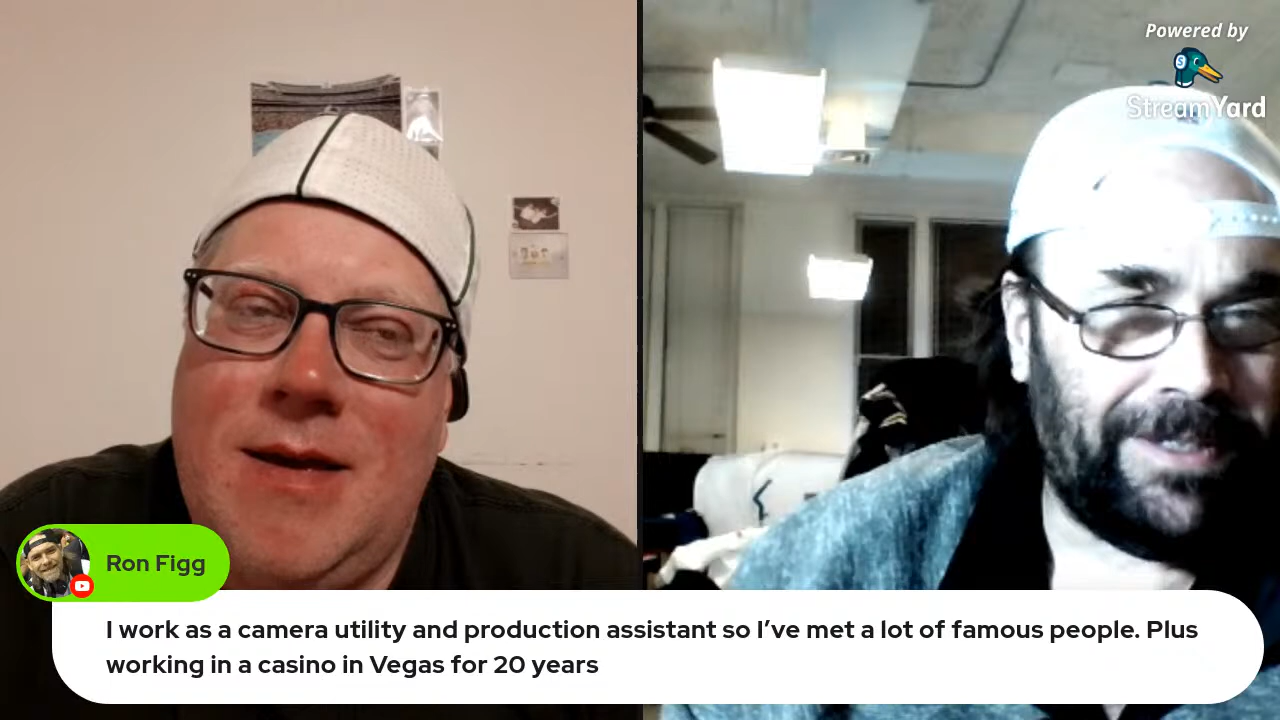 Powered by
StreamYard
Ron Figg
I work as a camera utility and production assistant so I’ve met a lot of famous people. Plus
working in a casino in Vegas for 20 years